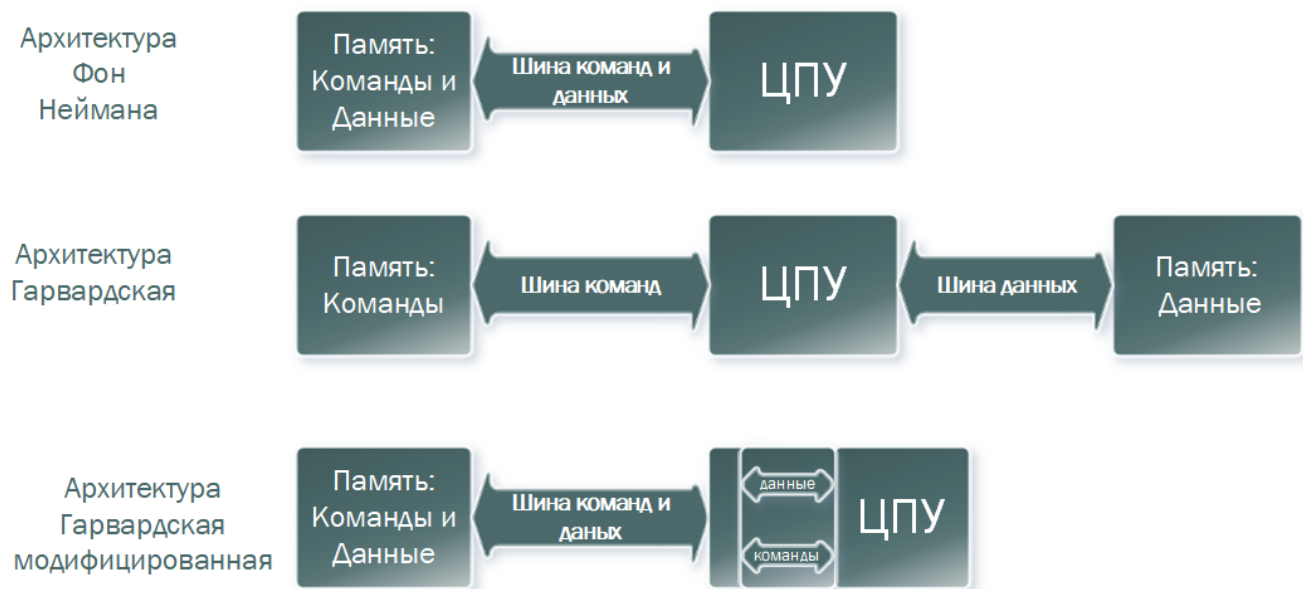 Архитектура
Фон
Неймана
Память:
Команды и
Данные
Шина команд и
данных
ЦПУ
Архитектура
Гарвардская
Память:
Команды
Шина команд
ЦПУ
Шина данных
Память:
Данные
Архитектура
Гарвардская
модифицированная
Память:
Команды и
Данные
Шина команд и
даных
данные
команды
ЦПУ